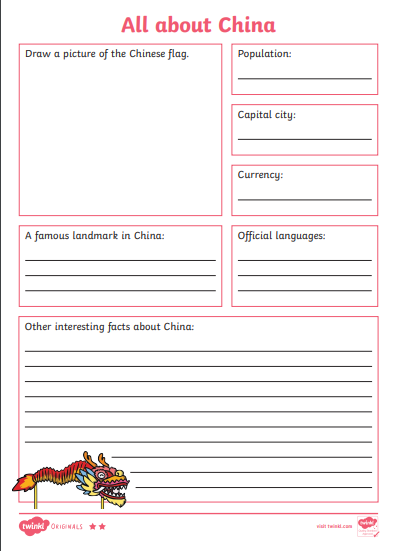 All about China
Draw a picture of the Chinese flag.
Population:
Capital city:
Currency:
A famous landmark in China:
Official languages:
Other interesting facts about China:
twinkl ORIGINALS
visit twinkl.com